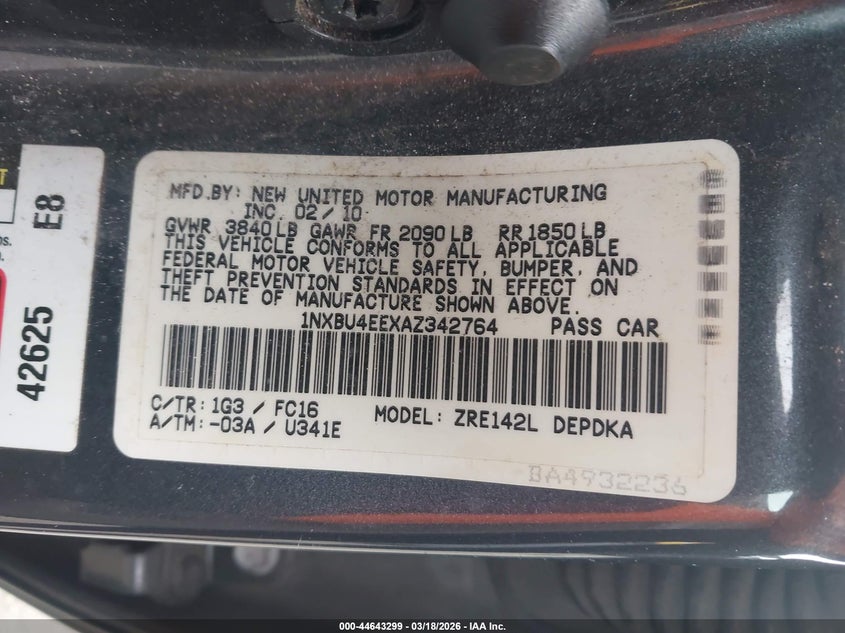 MFD.BY: NEW UNITED MOTOR MANUFACTURING
INC. 02/10
GVWR 3840LB GAWR FR 2090LB RR 1850LB
THIS VEHICLE CONFORMS TO ALL APPLICABLE
FEDERAL MOTOR VEHICLE SAFETY, BUMPER, AND
THEFT PREVENTION STANDARDS IN EFFECT ON
THE DATE OF MANUFACTURE SHOWN ABOVE.
1NXBU4EEXAZ342764 PASS CAR
C/TR: 1G3 / FC16 MODEL: ZRE142L DEPDKA
A/TM: -03A / U341E
BA4932236
E8
42625
000-44643299 | 03/18/2026 | IAA Inc.